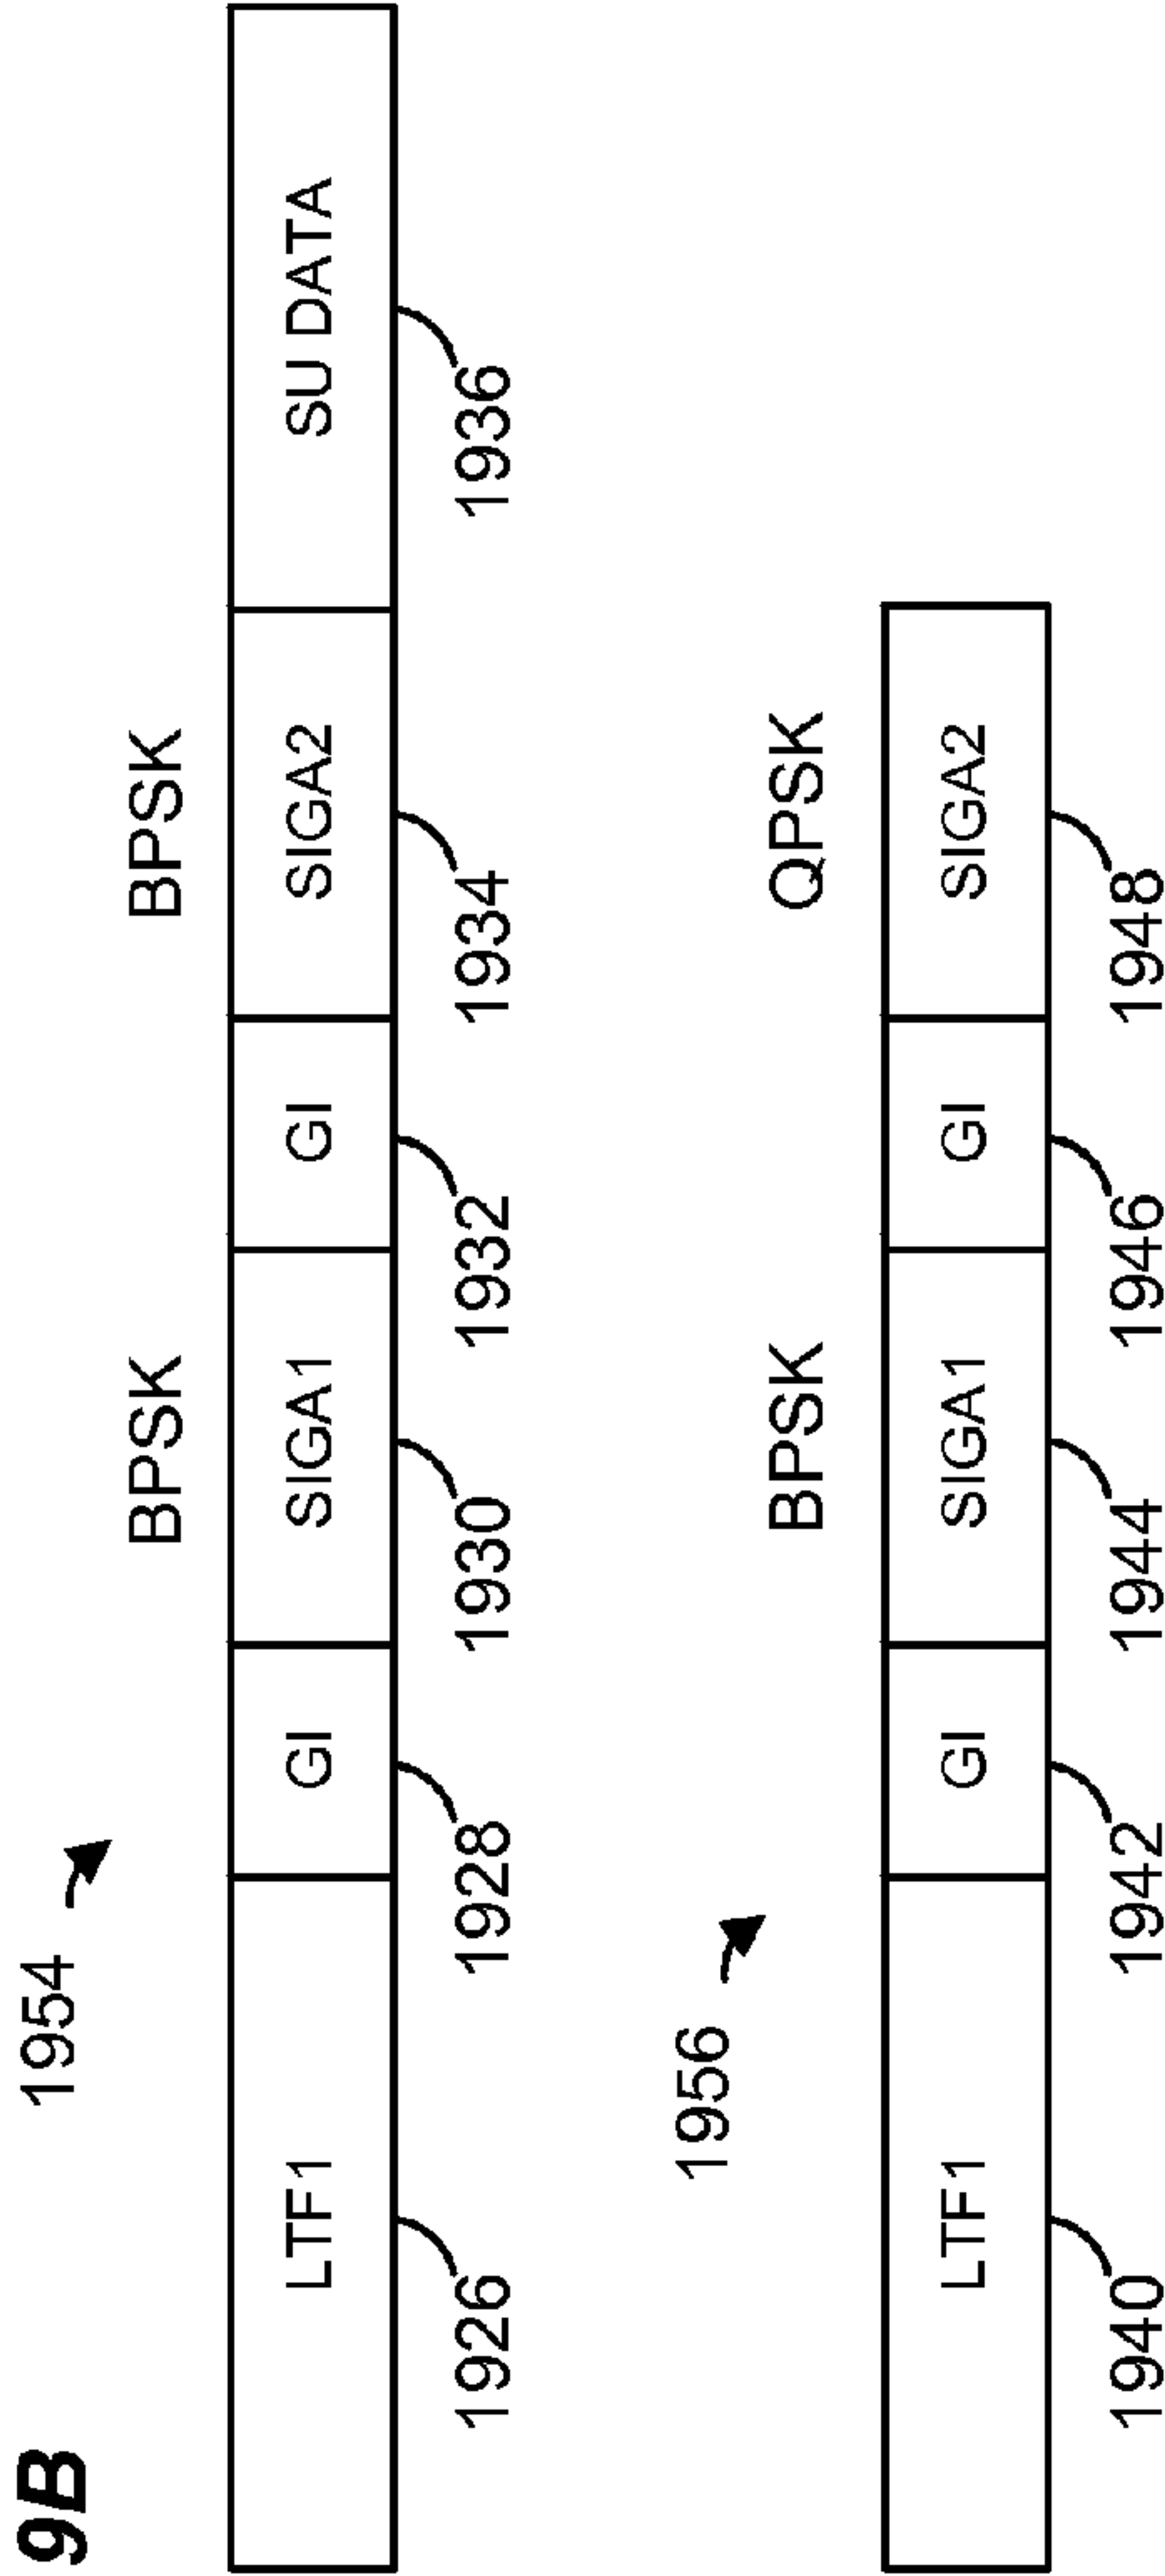 9B
1954
BPSK BPSK
LTF1 GI SIGA1 GI SIGA2 SU DATA
1926 1928 1930 1932 1934 1936
1956
BPSK QPSK
LTF1 GI SIGA1 GI SIGA2
1940 1942 1944 1946 1948